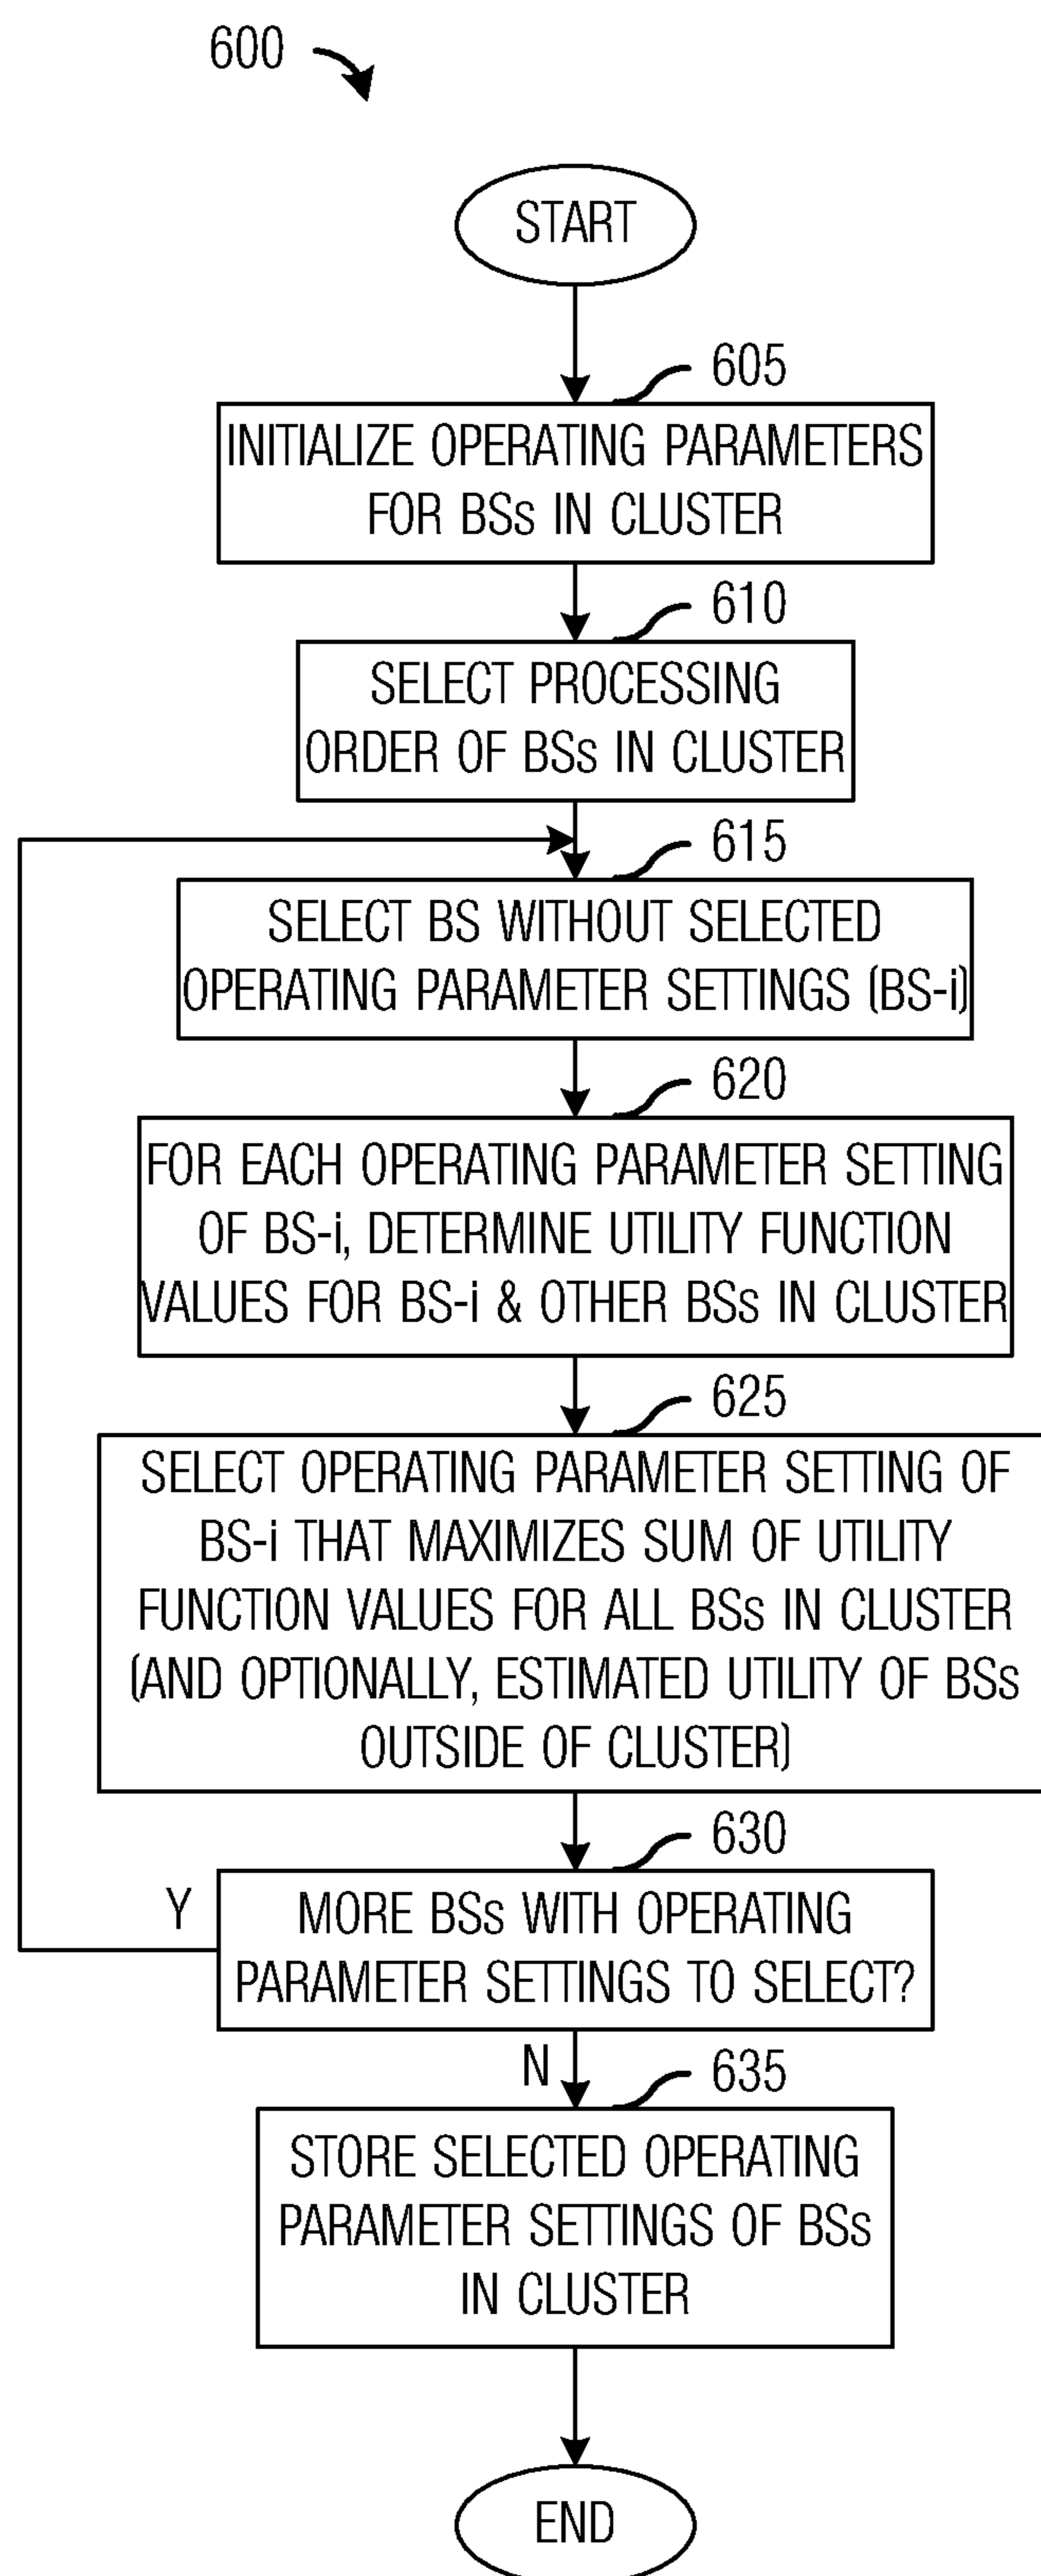 600
START
605
INITIALIZE OPERATING PARAMETERS
FOR BSs IN CLUSTER
610
SELECT PROCESSING
ORDER OF BSs IN CLUSTER
615
SELECT BS WITHOUT SELECTED
OPERATING PARAMETER SETTINGS (BS-i)
620
FOR EACH OPERATING PARAMETER SETTING
OF BS-i, DETERMINE UTILITY FUNCTION
VALUES FOR BS-i & OTHER BSs IN CLUSTER
625
SELECT OPERATING PARAMETER SETTING OF
BS-i THAT MAXIMIZES SUM OF UTILITY
FUNCTION VALUES FOR ALL BSs IN CLUSTER
(AND OPTIONALLY, ESTIMATED UTILITY OF BSs
OUTSIDE OF CLUSTER)
630
Y
MORE BSs WITH OPERATING
PARAMETER SETTINGS TO SELECT?
N
635
STORE SELECTED OPERATING
PARAMETER SETTINGS OF BSs
IN CLUSTER
END